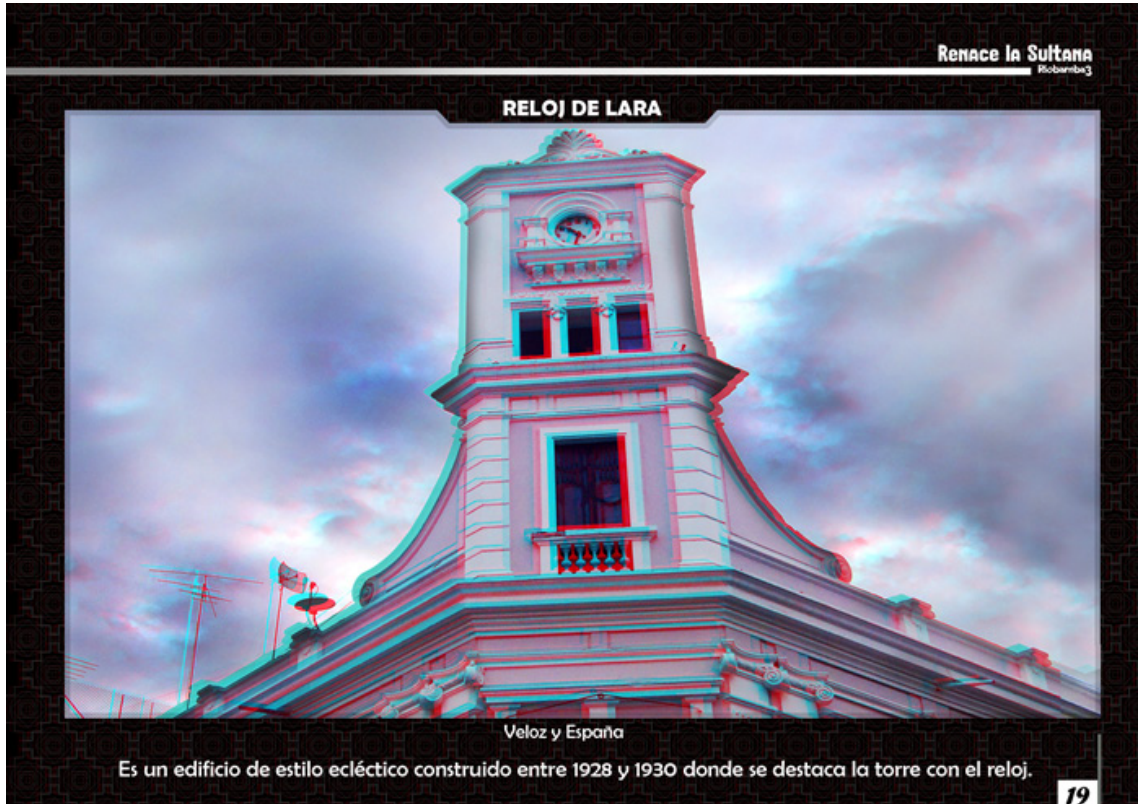 Renace la Sultana
Riobamba3
RELOJ DE LARA
Veloz y España
Es un edificio de estilo ecléctico construido entre 1928 y 1930 donde se destaca la torre con el reloj.
19